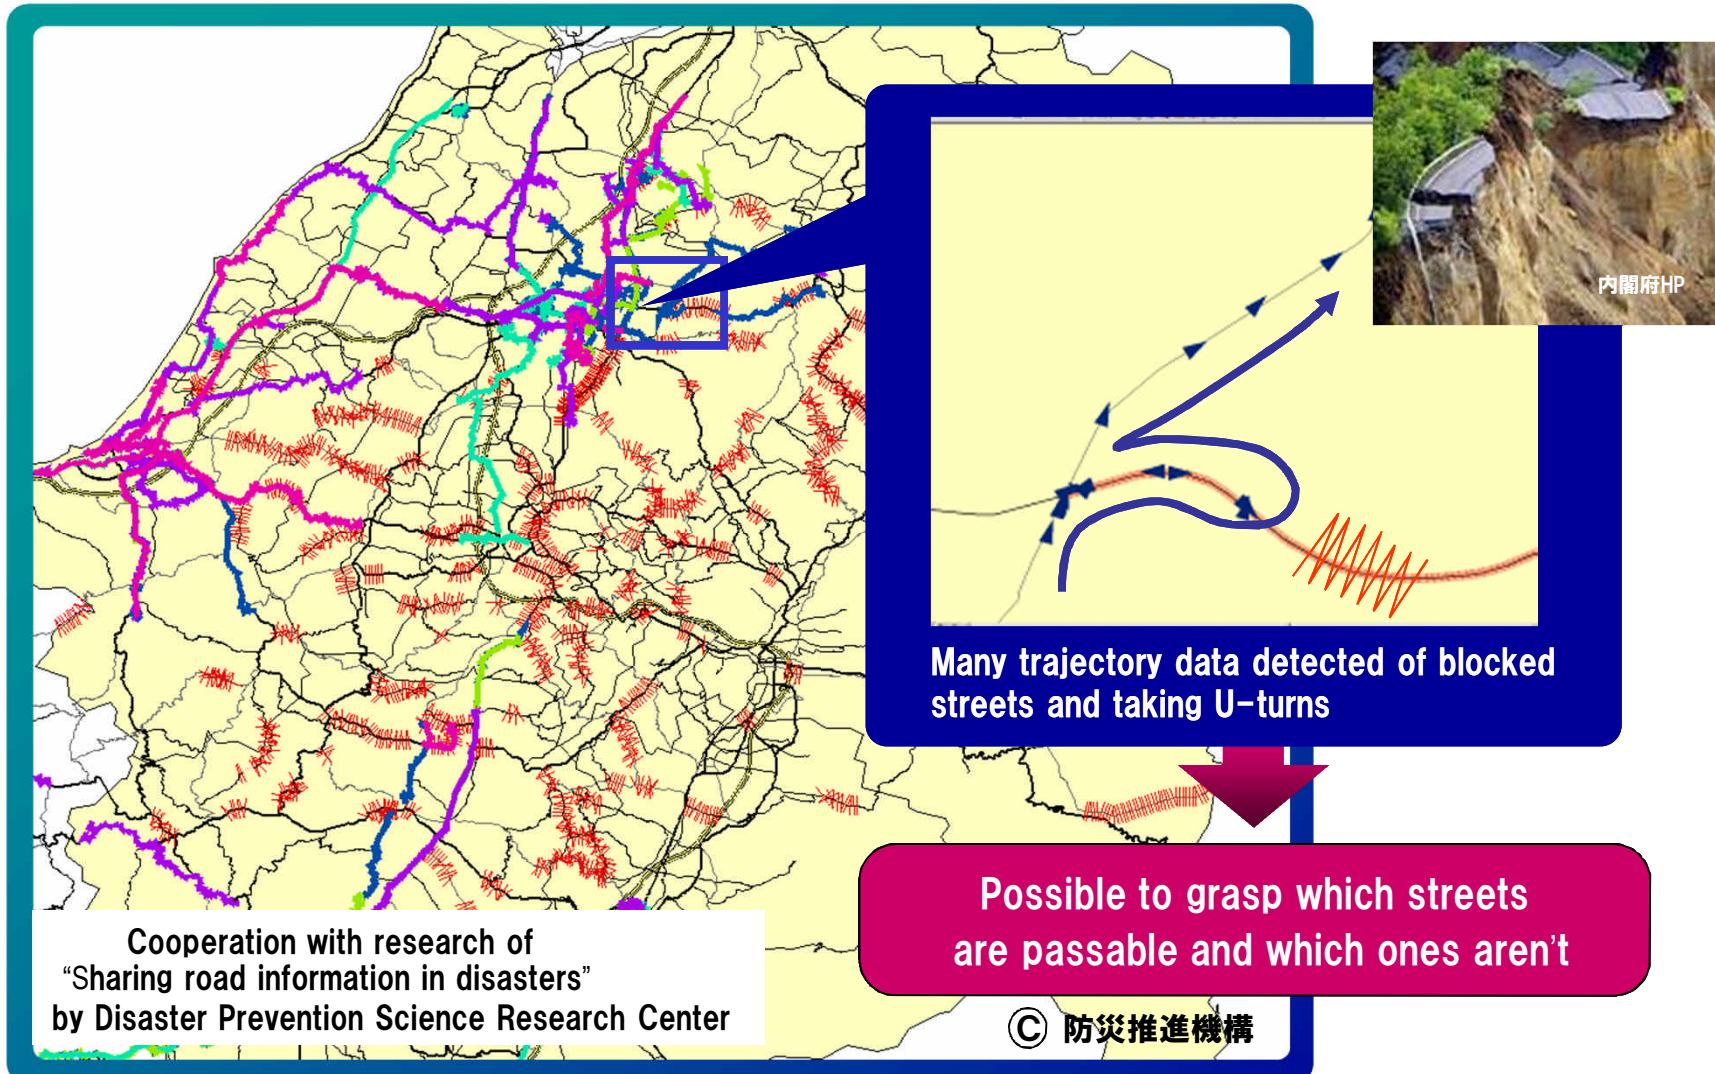 内閣府HP
Many trajectory data detected of blocked
streets and taking U-turns
Possible to grasp which streets
are passable and which ones aren't
Cooperation with research of
“Sharing road information in disasters”
by Disaster Prevention Science Research Center
Ⓒ 防災推進機構